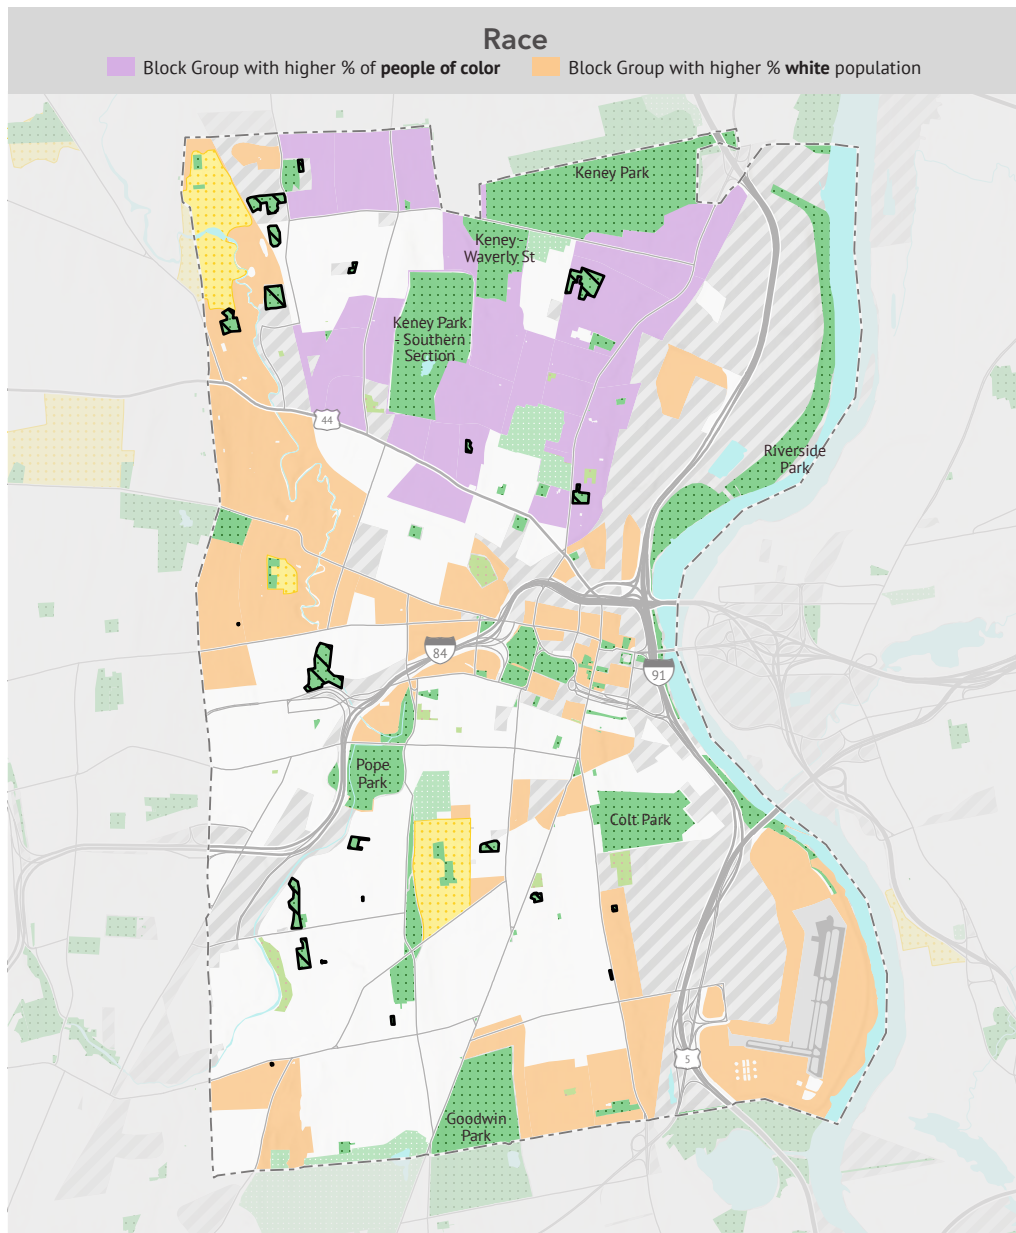 Race
Block Group with higher % of people of color
Block Group with higher % white population
Keney Park
Keney-
Waverly St
Keney Park
- Southern
Section
44
Riverside
Park
84
91
Pope
Park
Colt Park
5
Goodwin
Park